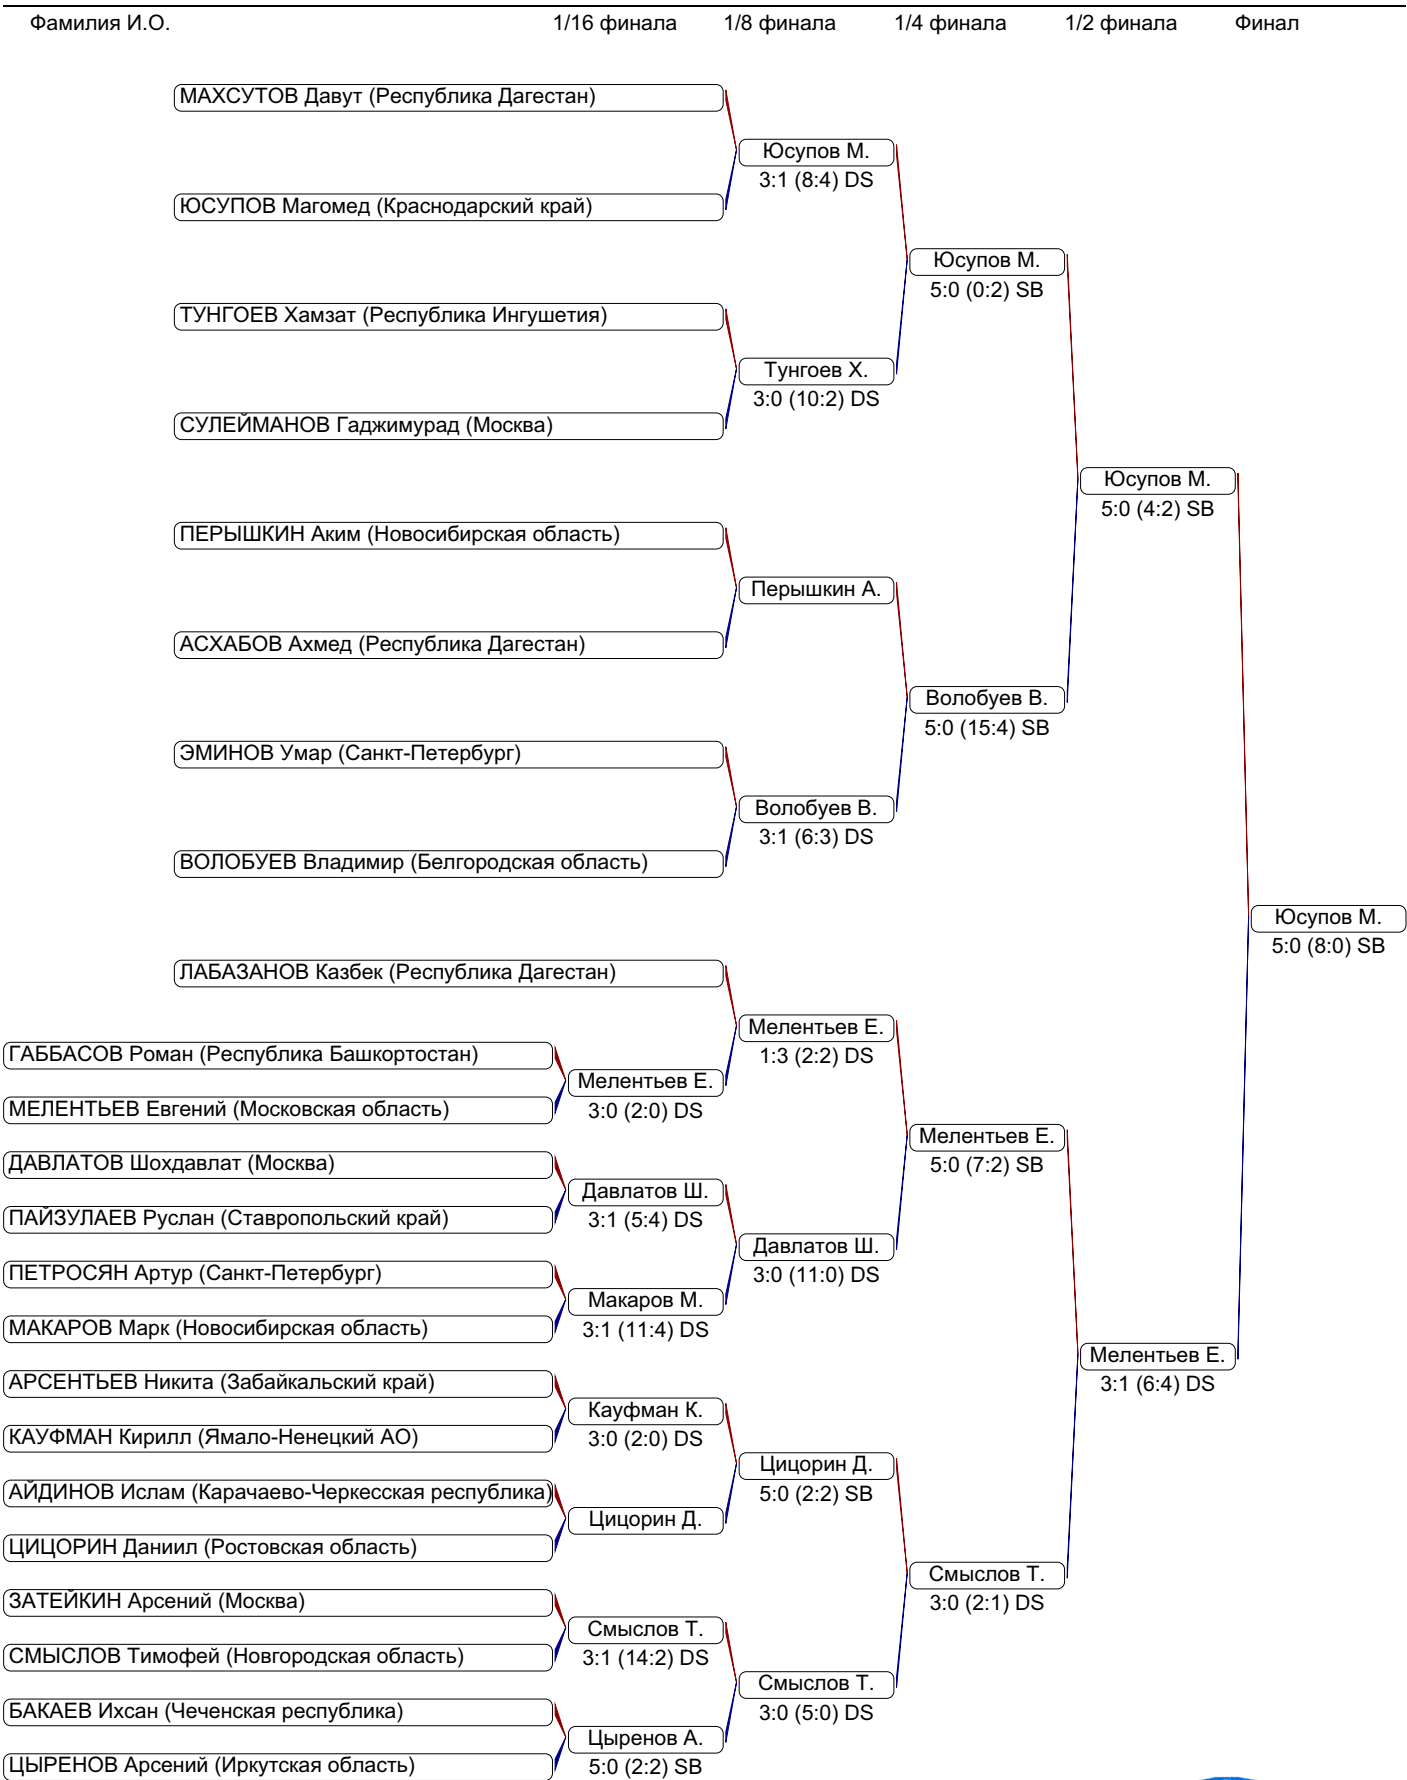 Фамилия И.О. 1/16 финала 1/8 финала 1/4 финала 1/2 финала Финал
МАХСУТОВ Давут (Республика Дагестан)
Юсупов М.
3:1 (8:4) DS
ЮСУПОВ Магомед (Краснодарский край)
Юсупов М.
5:0 (0:2) SB
ТУНГОЕВ Хамзат (Республика Ингушетия)
Тунгоев Х.
3:0 (10:2) DS
СУЛЕЙМАНОВ Гаджимурад (Москва)
Юсупов М.
5:0 (4:2) SB
ПЕРЫШКИН Аким (Новосибирская область)
Перышкин А.
АСХАБОВ Ахмед (Республика Дагестан)
Волобуев В.
5:0 (15:4) SB
ЭМИНОВ Умар (Санкт-Петербург)
Волобуев В.
3:1 (6:3) DS
ВОЛОБУЕВ Владимир (Белгородская область)
Юсупов М.
5:0 (8:0) SB
ЛАБАЗАНОВ Казбек (Республика Дагестан)
Мелентьев Е.
1:3 (2:2) DS
ГАББАСОВ Роман (Республика Башкортостан)
Мелентьев Е.
3:0 (2:0) DS
МЕЛЕНТЬЕВ Евгений (Московская область)
Мелентьев Е.
5:0 (7:2) SB
ДАВЛАТОВ Шохдавлат (Москва)
Давлатов Ш.
3:1 (5:4) DS
ПАЙЗУЛАЕВ Руслан (Ставропольский край)
Давлатов Ш.
3:0 (11:0) DS
ПЕТРОСЯН Артур (Санкт-Петербург)
Макаров М.
3:1 (11:4) DS
МАКАРОВ Марк (Новосибирская область)
Мелентьев Е.
3:1 (6:4) DS
АРСЕНТЬЕВ Никита (Забайкальский край)
Кауфман К.
3:0 (2:0) DS
КАУФМАН Кирилл (Ямало-Ненецкий АО)
Цицорин Д.
5:0 (2:2) SB
АЙДИНОВ Ислам (Карачаево-Черкесская республика)
Цицорин Д.
ЦИЦОРИН Даниил (Ростовская область)
Смыслов Т.
3:0 (2:1) DS
ЗАТЕЙКИН Арсений (Москва)
Смыслов Т.
3:1 (14:2) DS
СМЫСЛОВ Тимофей (Новгородская область)
Смыслов Т.
3:0 (5:0) DS
БАКАЕВ Ихсан (Чеченская республика)
Цыренов А.
5:0 (2:2) SB
ЦЫРЕНОВ Арсений (Иркутская область)